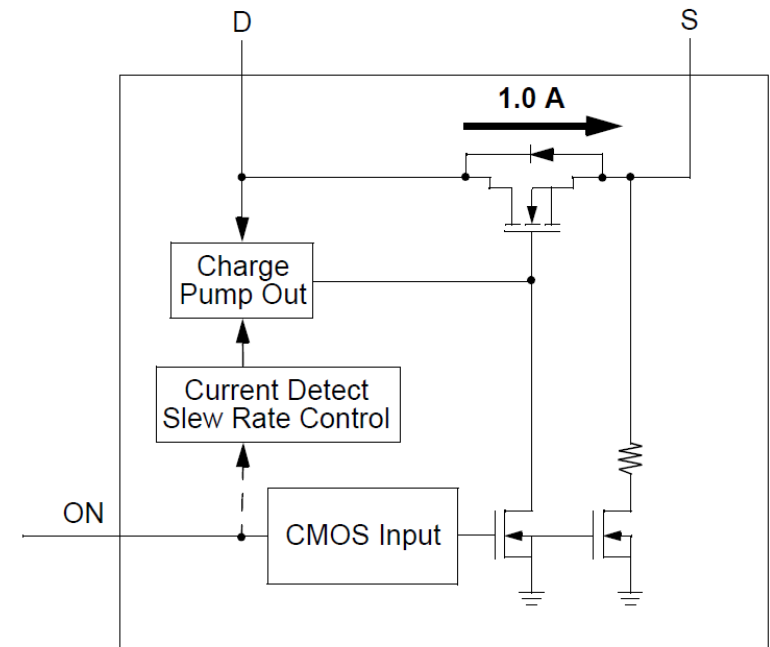 D
S
1.0 A
Charge
Pump Out
Current Detect
Slew Rate Control
ON
CMOS Input